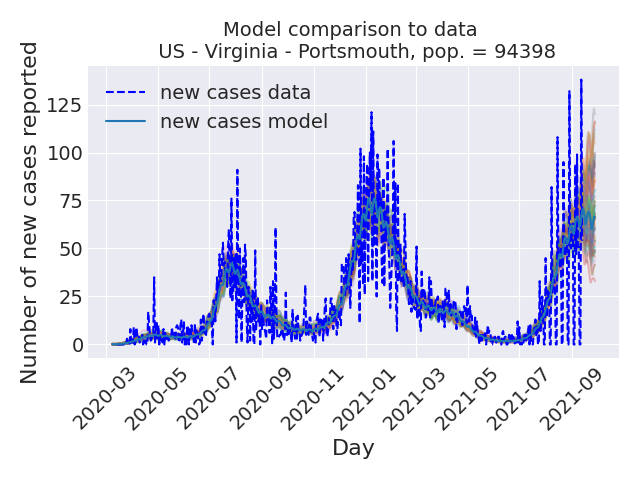 Model comparison to data
US - Virginia - Portsmouth, pop. = 94398
Number of new cases reported
125
100
75
50
25
0
new cases data
new cases model
2020-03
2020-05
2020-07
2020-09
2020-11
2021-01
2021-03
2021-05
2021-07
2021-09
Day